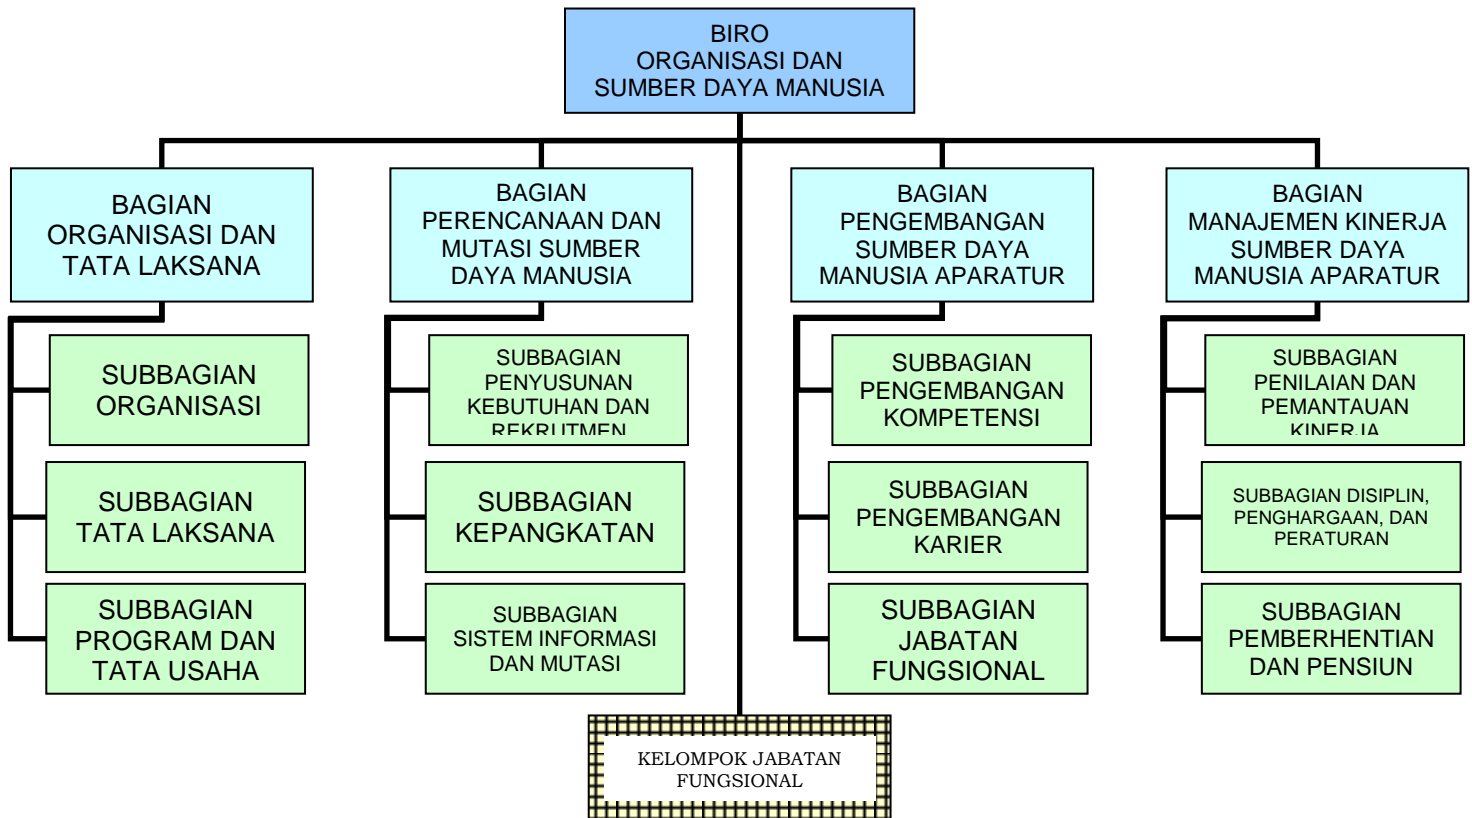 BIRO
ORGANISASI DAN
SUMBER DAYA MANUSIA
BAGIAN
ORGANISASI DAN
TATA LAKSANA
BAGIAN
PERENCANAAN DAN
MUTASI SUMBER
DAYA MANUSIA
BAGIAN
PENGEMBANGAN
SUMBER DAYA
MANUSIA APARATUR
BAGIAN
MANAJEMEN KINERJA
SUMBER DAYA
MANUSIA APARATUR
SUBBAGIAN
ORGANISASI
SUBBAGIAN
PENYUSUNAN
KEBUTUHAN DAN
REKRUTMEN
SUBBAGIAN
PENGEMBANGAN
KOMPETENSI
SUBBAGIAN
PENILAIAN DAN
PEMANTAUAN
KINERJA
SUBBAGIAN
TATA LAKSANA
SUBBAGIAN
KEPANGKATAN
SUBBAGIAN
PENGEMBANGAN
KARIER
SUBBAGIAN DISIPLIN,
PENGHARGAAN, DAN
PERATURAN
SUBBAGIAN
PROGRAM DAN
TATA USAHA
SUBBAGIAN
SISTEM INFORMASI
DAN MUTASI
SUBBAGIAN
JABATAN
FUNGSIONAL
SUBBAGIAN
PEMBERHENTIAN
DAN PENSIUN
KELOMPOK JABATAN
FUNGSIONAL